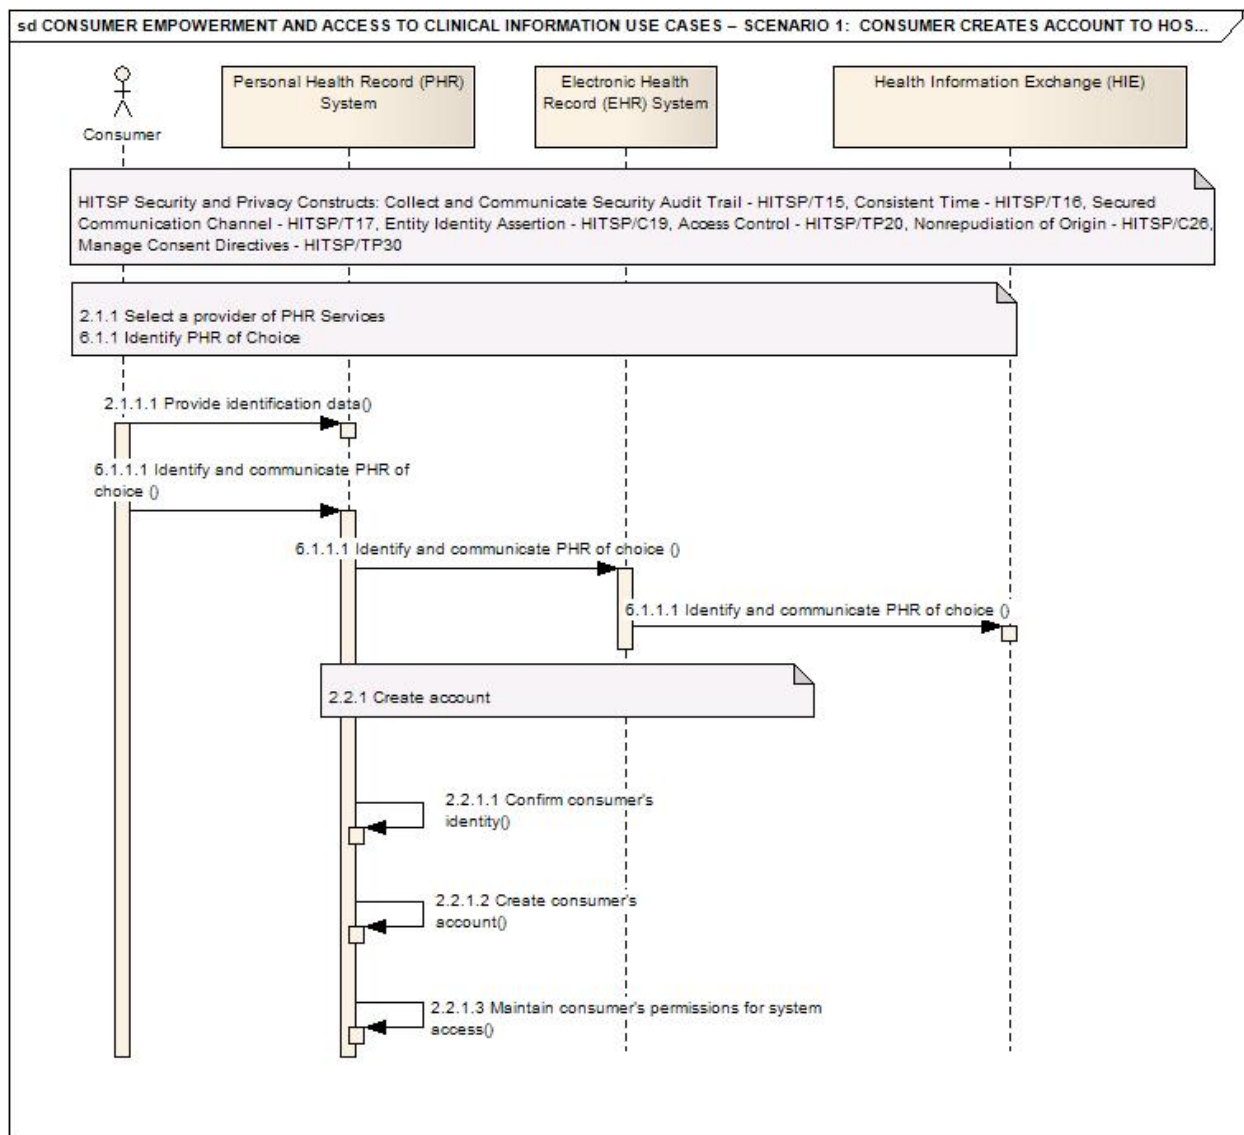 sd CONSUMER EMPOWERMENT AND ACCESS TO CLINICAL INFORMATION USE CASES – SCENARIO 1:  CONSUMER CREATES ACCOUNT TO HOS...
Personal Health Record (PHR)
System
Electronic Health
Record (EHR) System
Health Information Exchange (HIE)
Consumer
HITSP Security and Privacy Constructs: Collect and Communicate Security Audit Trail - HITSP/T15, Consistent Time - HITSP/T16, Secured
Communication Channel - HITSP/T17, Entity Identity Assertion - HITSP/C19, Access Control - HITSP/TP20, Nonrepudiation of Origin - HITSP/C26,
Manage Consent Directives - HITSP/TP30
2.1.1 Select a provider of PHR Services
6.1.1 Identify PHR of Choice
2.1.1.1 Provide identification data()
6.1.1.1 Identify and communicate PHR of
choice ()
6.1.1.1 Identify and communicate PHR of choice ()
6.1.1.1 Identify and communicate PHR of choice ()
2.2.1 Create account
2.2.1.1 Confirm consumer's
identity()
2.2.1.2 Create consumer's
account()
2.2.1.3 Maintain consumer's permissions for system
access()